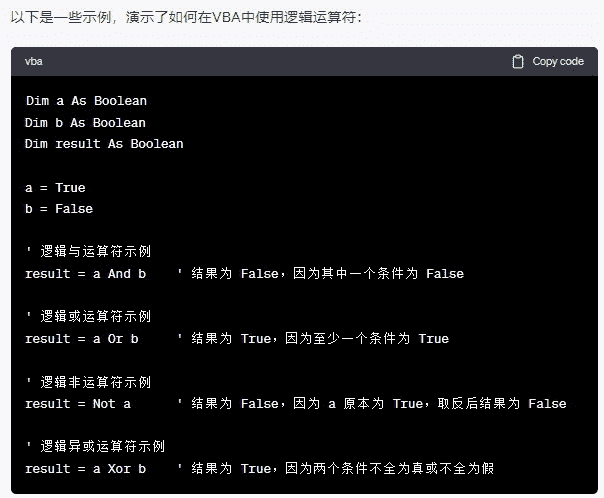 以下是一些示例，演示了如何在VBA中使用逻辑运算符：
vba
Copy code
Dim a As Boolean
Dim b As Boolean
Dim result As Boolean
a = True
b = False
' 逻辑与运算符示例
result = a And b    ' 结果为 False，因为其中一个条件为 False
' 逻辑或运算符示例
result = a Or b     ' 结果为 True，因为至少一个条件为 True
' 逻辑非运算符示例
result = Not a      ' 结果为 False，因为 a 原本为 True，取反后结果为 False
' 逻辑异或运算符示例
result = a Xor b    ' 结果为 True，因为两个条件不全为真或不全为假